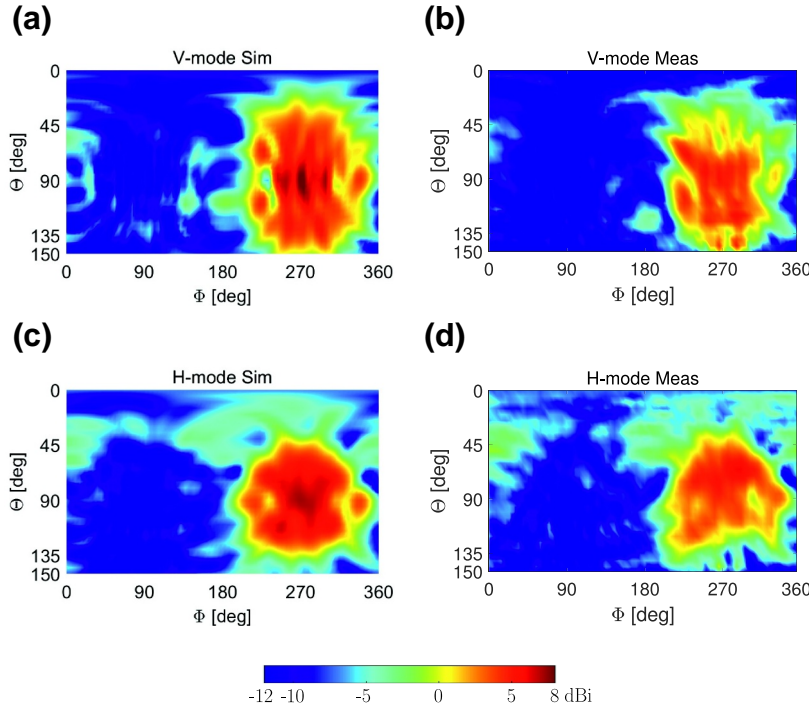 (a)
V-mode Sim
0
45
90
135
150
Θ [deg]
0 90 180 270 360
Φ [deg]
(b)
V-mode Meas
0
45
90
135
150
Θ [deg]
0 90 180 270 360
Φ [deg]
(c)
H-mode Sim
0
45
90
135
150
Θ [deg]
0 90 180 270 360
Φ [deg]
(d)
H-mode Meas
0
45
90
135
150
Θ [deg]
0 90 180 270 360
Φ [deg]
-12 -10 -5 0 5 8 dBi